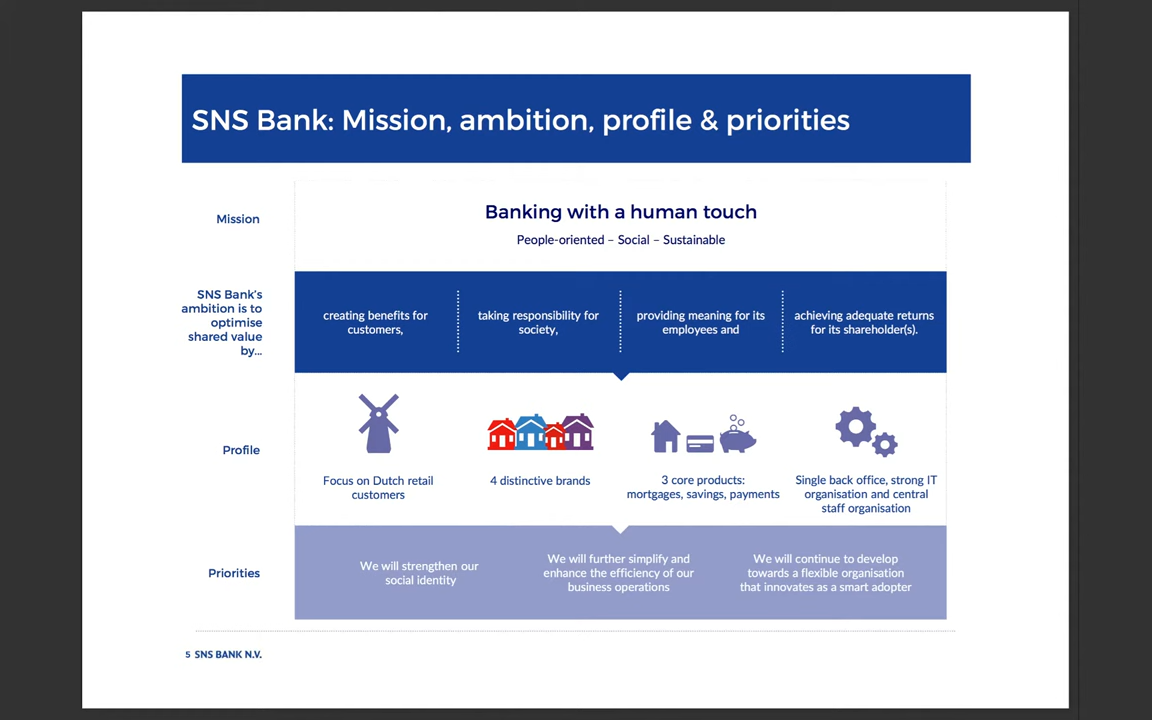 SNS Bank: Mission, ambition, profile & priorities
Mission
Banking with a human touch
People-oriented – Social – Sustainable
SNS Bank's
ambition is to
optimise
shared value
by...
creating benefits for
customers,
taking responsibility for
society,
providing meaning for its
employees and
achieving adequate returns
for its shareholder(s).
Profile
Focus on Dutch retail
customers
4 distinctive brands
3 core products:
mortgages, savings, payments
Single back office, strong IT
organisation and central
staff organisation
Priorities
We will strengthen our
social identity
We will further simplify and
enhance the efficiency of our
business operations
We will continue to develop
towards a flexible organisation
that innovates as a smart adopter
5 SNS BANK N.V.